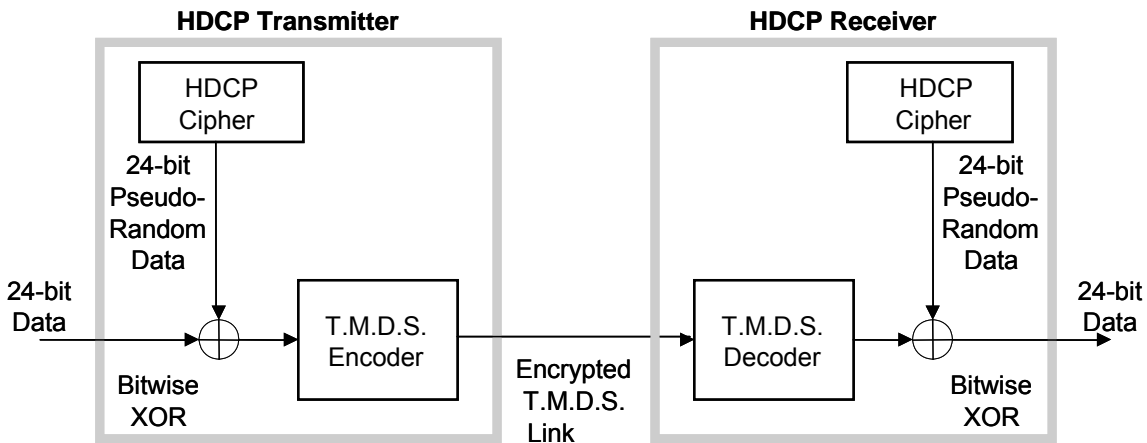 HDCP Transmitter
HDCP
Cipher
24-bit
Pseudo-
Random
Data
24-bit
Data
Bitwise
XOR
T.M.D.S.
Encoder
Encrypted
T.M.D.S.
Link
HDCP Receiver
HDCP
Cipher
24-bit
Pseudo-
Random
Data
T.M.D.S.
Decoder
Bitwise
XOR
24-bit
Data